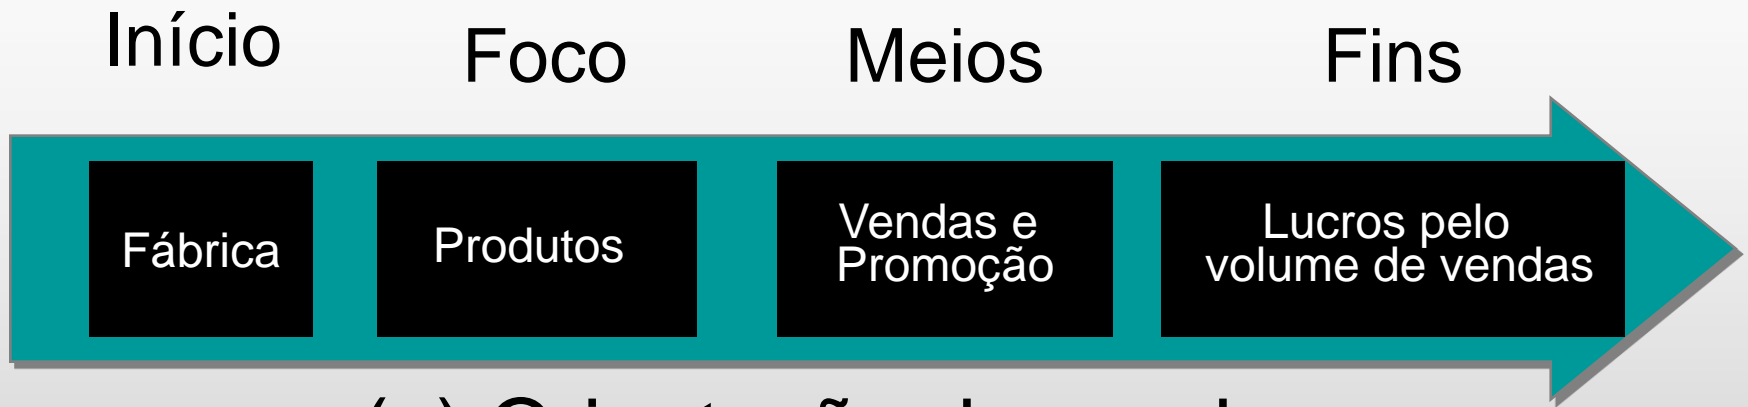 Início
Foco
Meios
Fins
Fábrica
Produtos
Vendas e
Promoção
Lucros pelo
volume de vendas